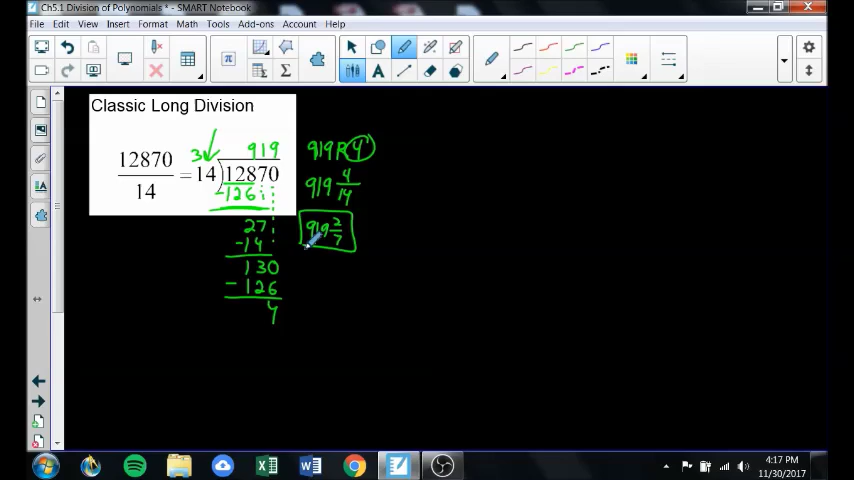 Ch5.1 Division of Polynomials * - SMART Notebook
File Edit View Insert Format Math Tools Add-ons Account Help
Classic Long Division
919
3
12870
14
= 14)12870
-126
27
-14
130
- 126
4
919R4
919 4/14
919 2/7
4:17 PM
11/30/2017